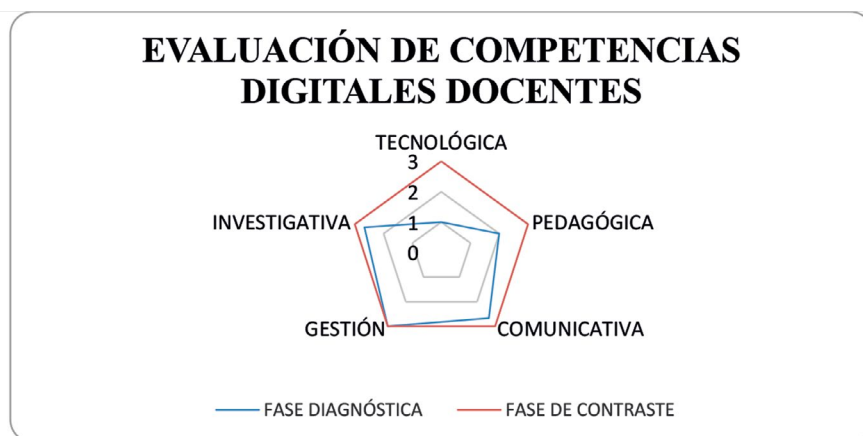 EVALUACIÓN DE COMPETENCIAS
DIGITALES DOCENTES
TECNOLÓGICA
3
2
INVESTIGATIVA
PEDAGÓGICA
1
0
GESTIÓN
COMUNICATIVA
FASE DIAGNÓSTICA
FASE DE CONTRASTE